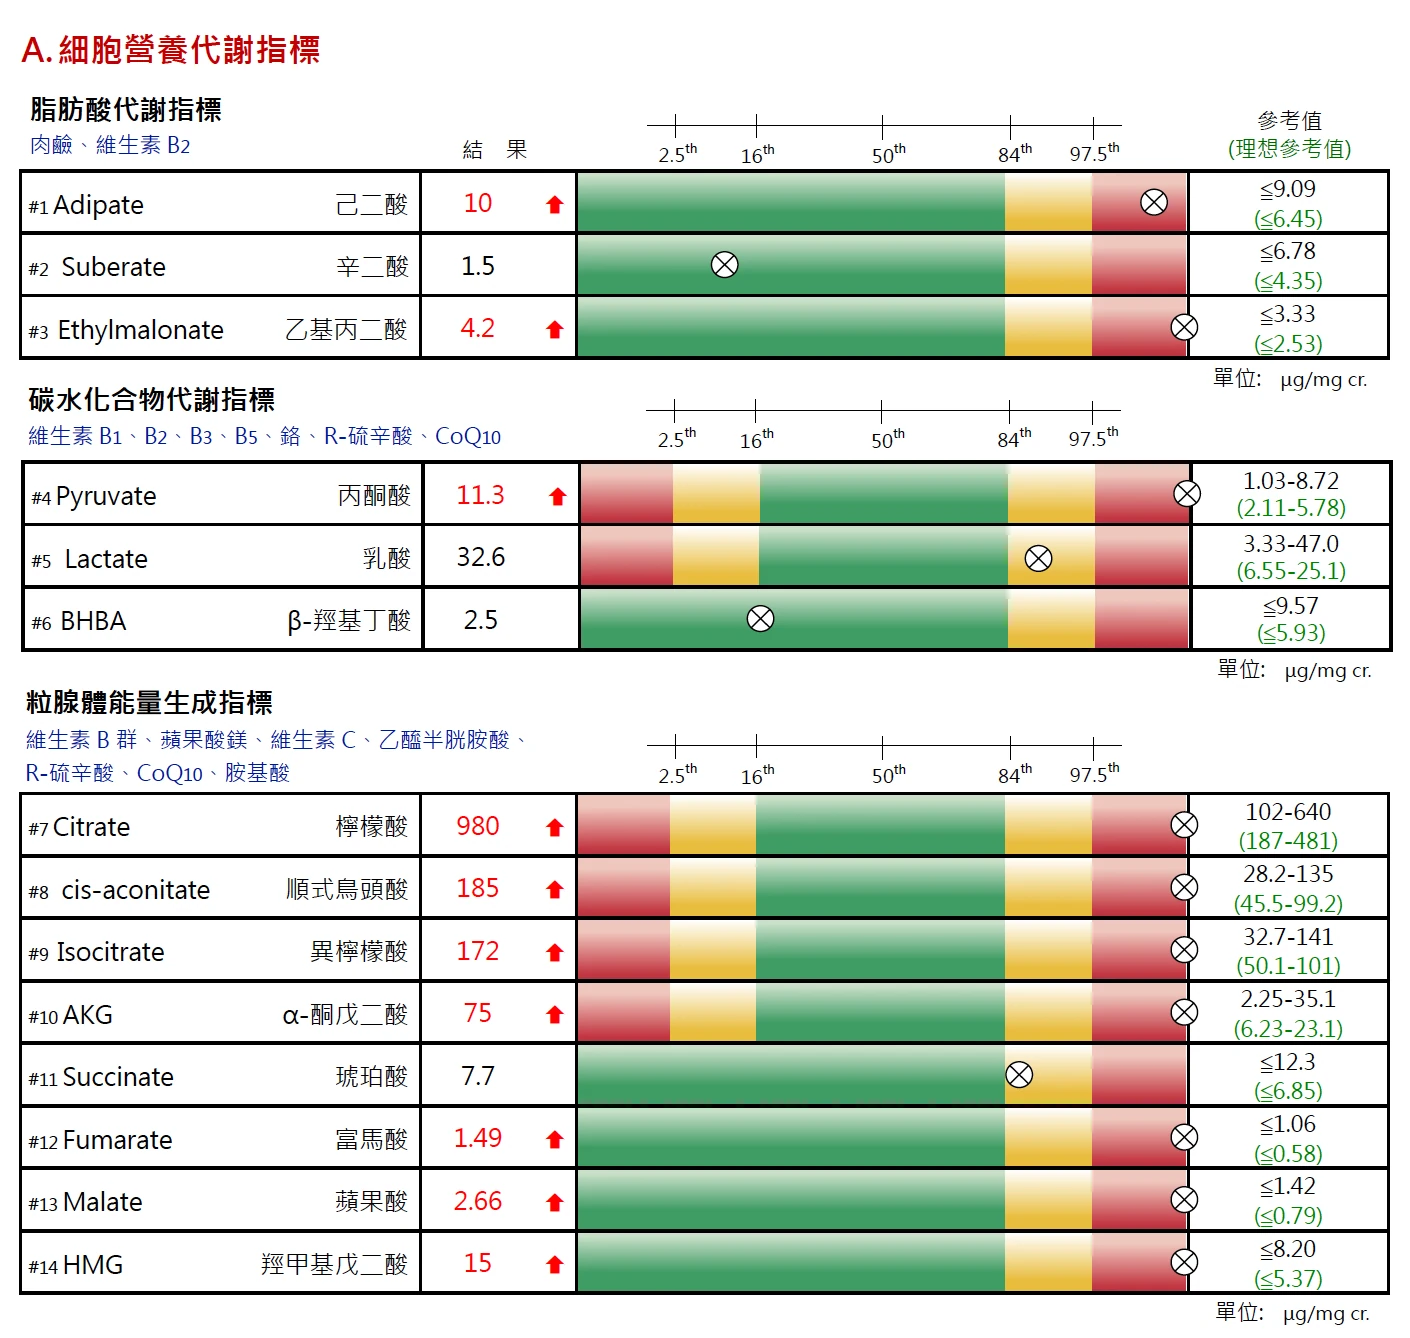 A. 細胞營養代謝指標
脂肪酸代謝指標
肉鹼、維生素 B2
結 果
2.5th 16th 50th 84th 97.5th
參考值
(理想參考值)
#1 Adipate 己二酸 10 ≦9.09
(≦6.45)
#2 Suberate 辛二酸 1.5 ≦6.78
(≦4.35)
#3 Ethylmalonate 乙基丙二酸 4.2 ≦3.33
(≦2.53)
單位: μg/mg cr.
碳水化合物代謝指標
維生素 B1、B2、B3、B5、鉻、R-硫辛酸、CoQ10
2.5th 16th 50th 84th 97.5th
#4 Pyruvate 丙酮酸 11.3 1.03-8.72
(2.11-5.78)
#5 Lactate 乳酸 32.6 3.33-47.0
(6.55-25.1)
#6 BHBA β-羥基丁酸 2.5 ≦9.57
(≦5.93)
單位: μg/mg cr.
粒腺體能量生成指標
維生素 B 群、蘋果酸鎂、維生素 C、乙醯半胱胺酸、
R-硫辛酸、CoQ10、胺基酸
2.5th 16th 50th 84th 97.5th
#7 Citrate 檸檬酸 980 102-640
(187-481)
#8 cis-aconitate 順式烏頭酸 185 28.2-135
(45.5-99.2)
#9 Isocitrate 異檸檬酸 172 32.7-141
(50.1-101)
#10 AKG α-酮戊二酸 75 2.25-35.1
(6.23-23.1)
#11 Succinate 琥珀酸 7.7 ≦12.3
(≦6.85)
#12 Fumarate 富馬酸 1.49 ≦1.06
(≦0.58)
#13 Malate 蘋果酸 2.66 ≦1.42
(≦0.79)
#14 HMG 羥甲基戊二酸 15 ≦8.20
(≦5.37)
單位: μg/mg cr.